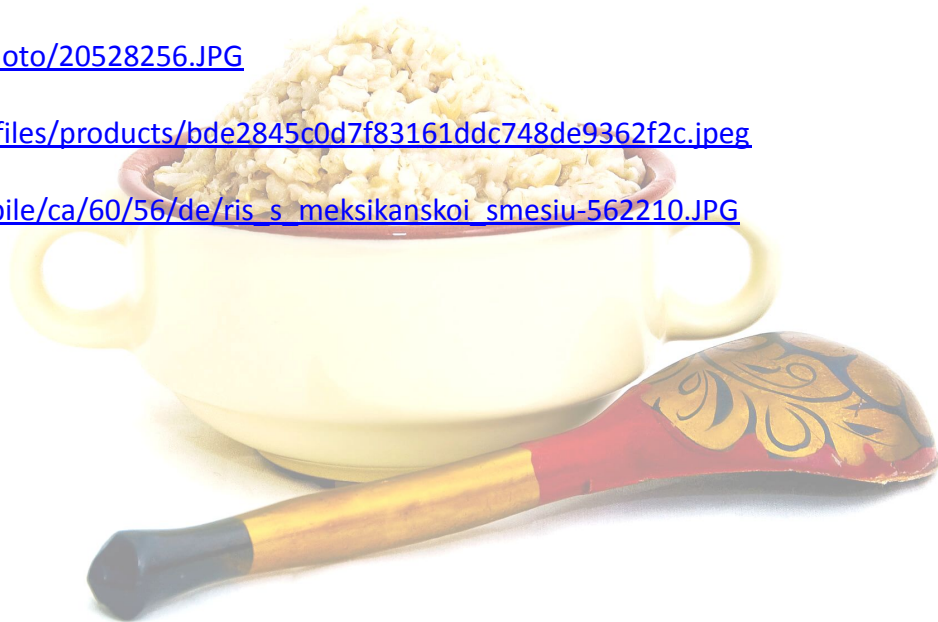 oto/20528256.JPG
files/products/bde2845c0d7f83161ddc748de9362f2c.jpeg
bile/ca/60/56/de/ris_s_meksikanskoi_smesiu-562210.JPG